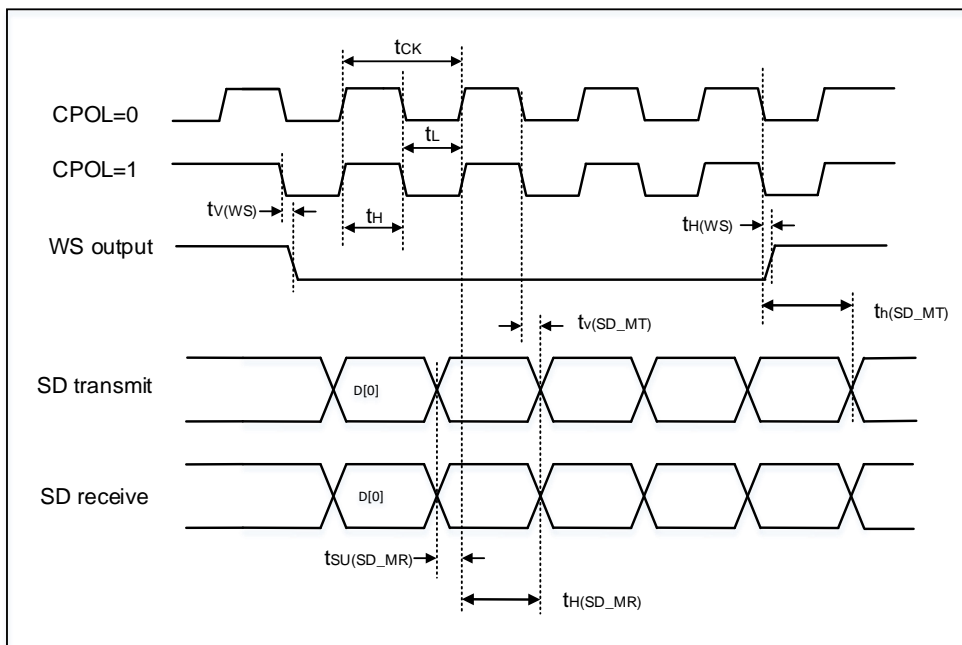 tCK
CPOL=0
tL
CPOL=1
tV(WS)
tH
tH(WS)
WS output
tv(SD_MT)
th(SD_MT)
SD transmit
D[0]
SD receive
D[0]
tSU(SD_MR)
tH(SD_MR)